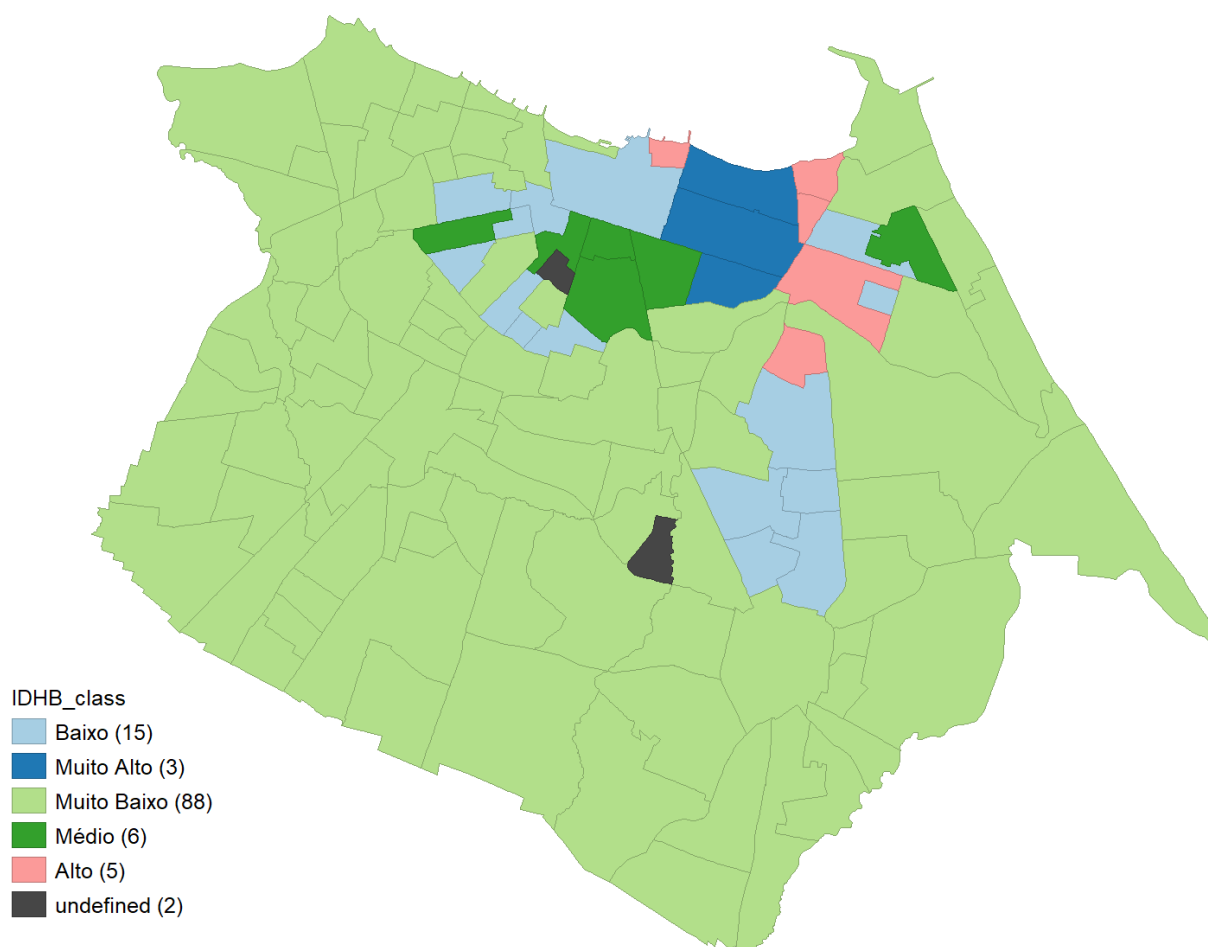 IDHB_class
Baixo (15)
Muito Alto (3)
Muito Baixo (88)
Médio (6)
Alto (5)
undefined (2)